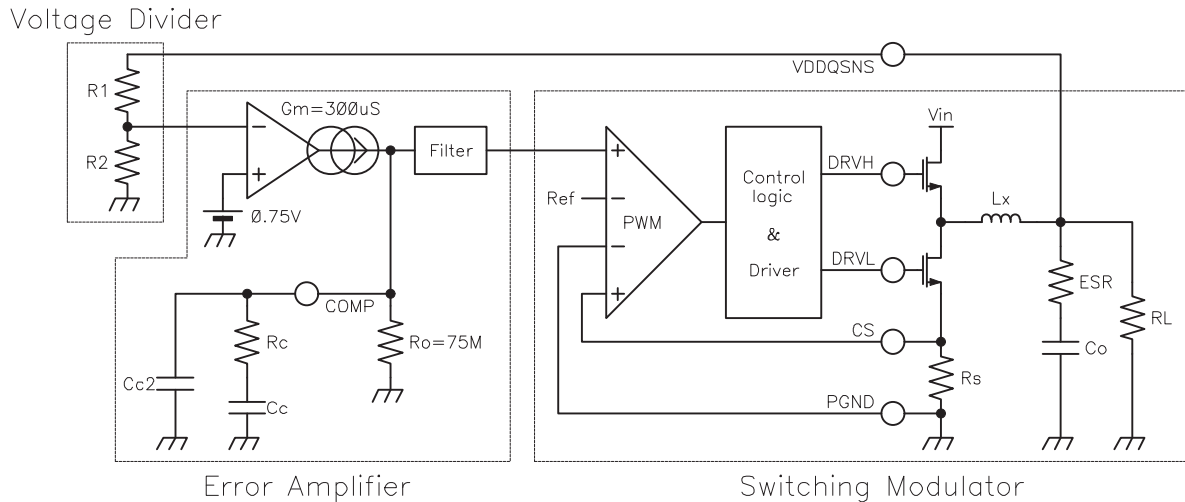 Voltage Divider
VDDQSNS
R1
R2
Gm=300uS
−
+
0.75V
Filter
COMP
Rc
Ro=75M
Cc2
Cc
Error Amplifier
+
−
Ref
PWM
−
+
Control
logic
&
Driver
DRVH
DRVL
CS
PGND
Vin
Lx
ESR
RL
Co
Rs
Switching Modulator